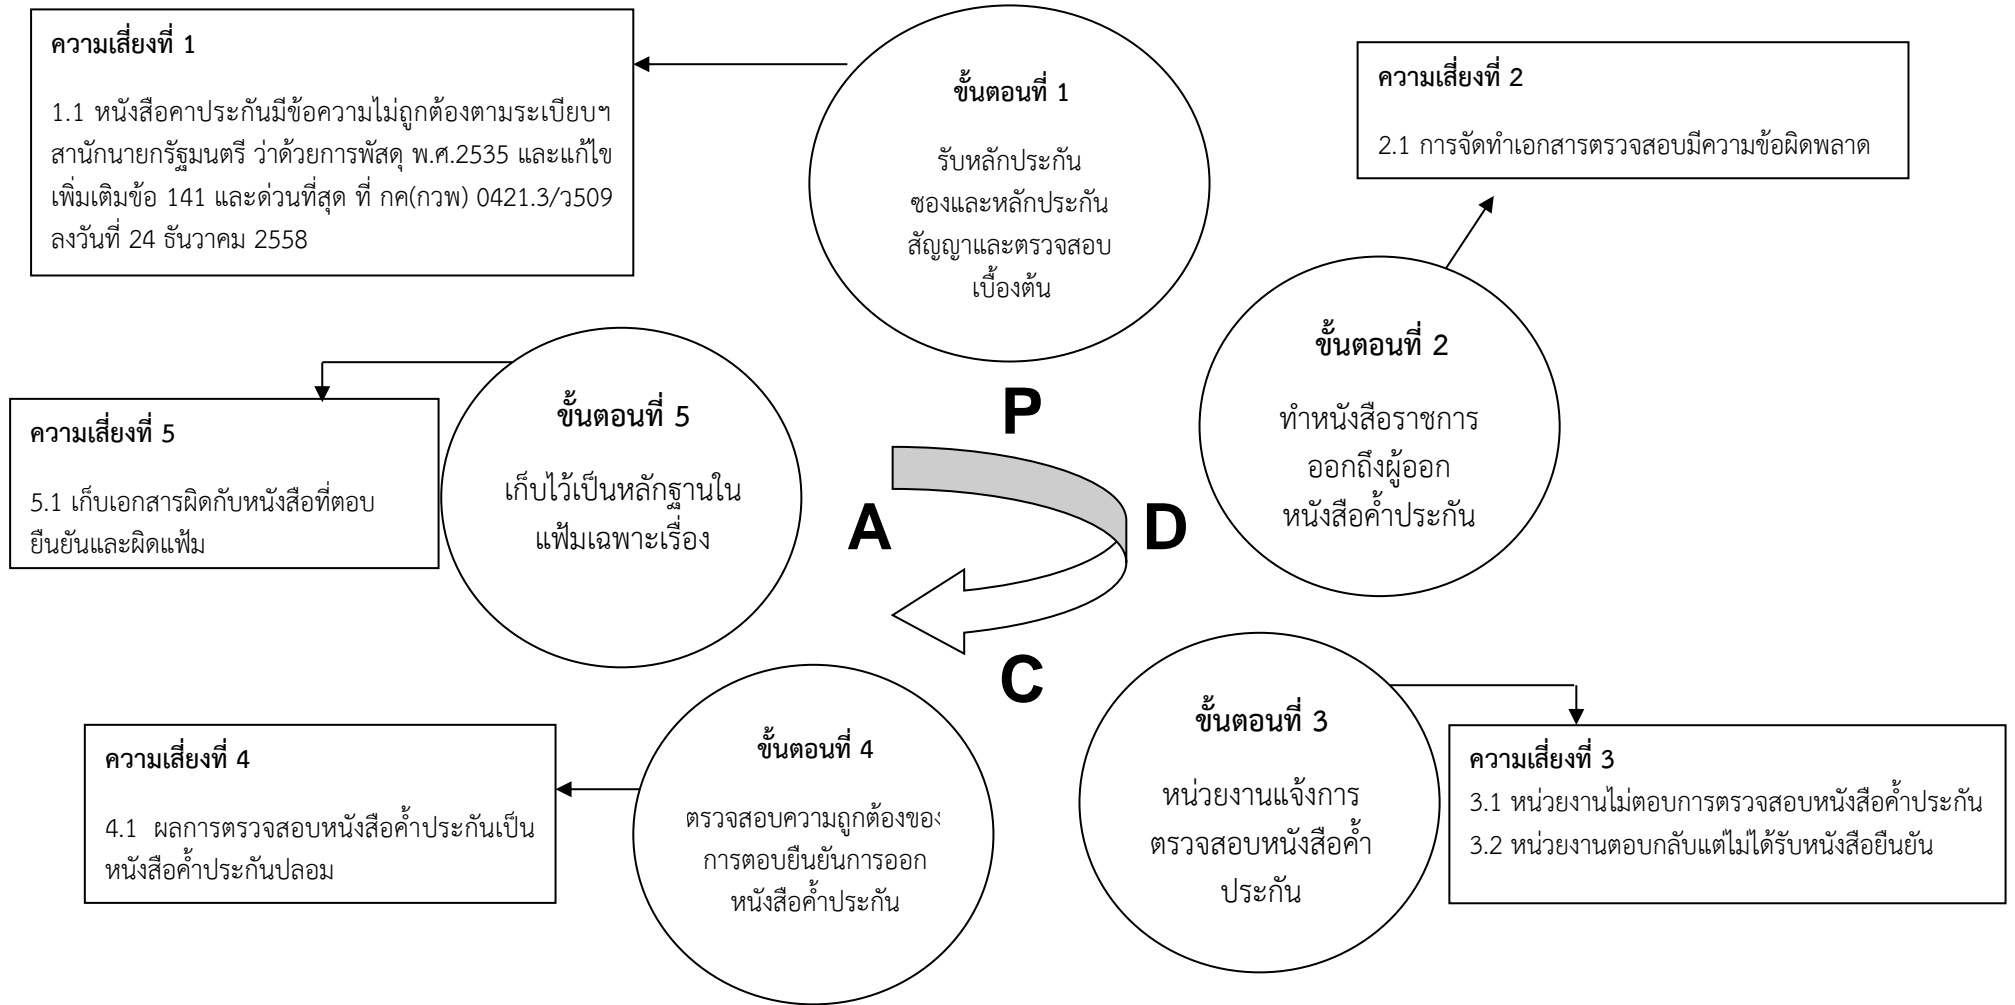 ความเสี่ยงที่ 1
1.1 หนังสือคาประกันมีข้อความไม่ถูกต้องตามระเบียบฯ
สานักนายกรัฐมนตรี ว่าด้วยการพัสดุ พ.ศ.2535 และแก้ไข
เพิ่มเติมข้อ 141 และด่วนที่สุด ที่ กค(กวพ) 0421.3/ว509
ลงวันที่ 24 ธันวาคม 2558
ขั้นตอนที่ 1
รับหลักประกัน
ซองและหลักประกัน
สัญญาและตรวจสอบ
เบื้องต้น
ความเสี่ยงที่ 2
2.1 การจัดทำเอกสารตรวจสอบมีความข้อผิดพลาด
ขั้นตอนที่ 2
ทำหนังสือราชการ
ออกถึงผู้ออก
หนังสือค้ำประกัน
ความเสี่ยงที่ 5
5.1 เก็บเอกสารผิดกับหนังสือที่ตอบ
ยืนยันและผิดแฟ้ม
ขั้นตอนที่ 5
เก็บไว้เป็นหลักฐานใน
แฟ้มเฉพาะเรื่อง
P
A
D
C
ความเสี่ยงที่ 4
4.1 ผลการตรวจสอบหนังสือค้ำประกันเป็น
หนังสือค้ำประกันปลอม
ขั้นตอนที่ 4
ตรวจสอบความถูกต้องของ
การตอบยืนยันการออก
หนังสือค้ำประกัน
ขั้นตอนที่ 3
หน่วยงานแจ้งการ
ตรวจสอบหนังสือค้ำ
ประกัน
ความเสี่ยงที่ 3
3.1 หน่วยงานไม่ตอบการตรวจสอบหนังสือค้ำประกัน
3.2 หน่วยงานตอบกลับแต่ไม่ได้รับหนังสือยืนยัน